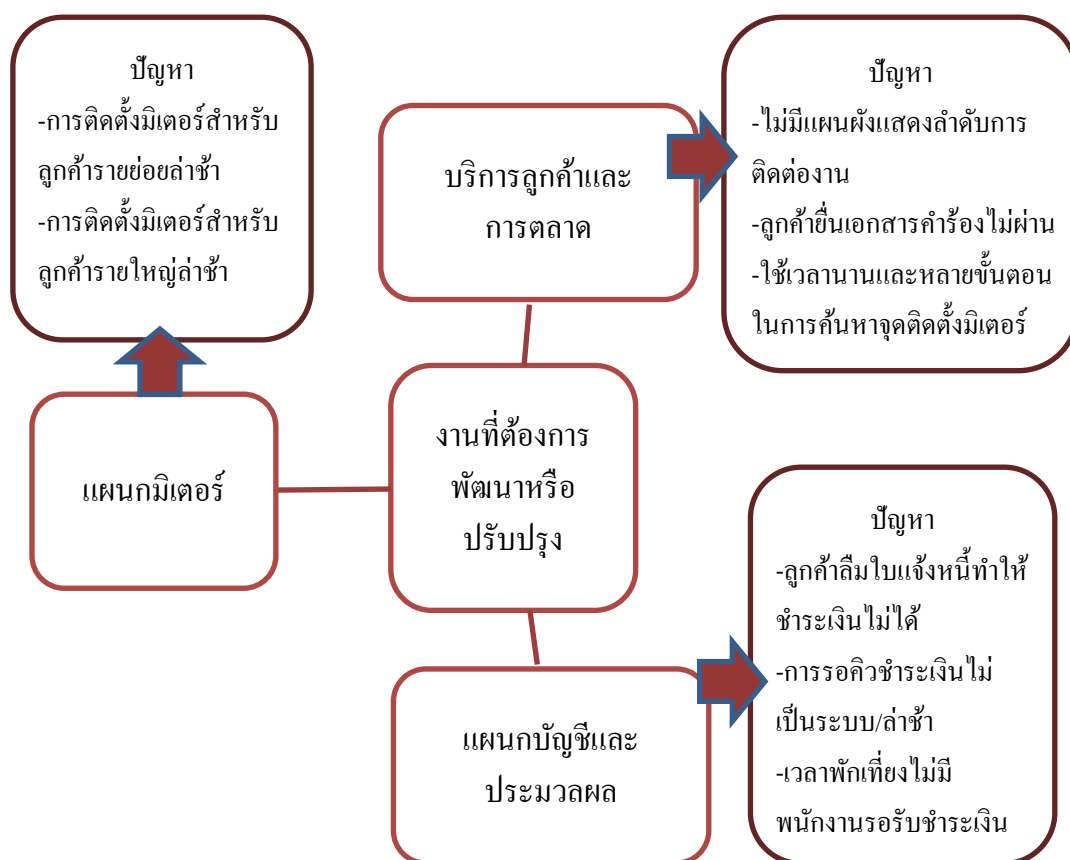 ปัญหา
-การติดตั้งมิเตอร์สำหรับ
ลูกค้ารายย่อยล่าช้า
-การติดตั้งมิเตอร์สำหรับ
ลูกค้ารายใหญ่ล่าช้า
บริการลูกค้าและ
การตลาด
ปัญหา
-ไม่มีแผนผังแสดงลำดับการ
ติดต่องาน
-ลูกค้ายื่นเอกสารคำร้องไม่ผ่าน
-ใช้เวลานานและหลายขั้นตอน
ในการค้นหาจุดติดตั้งมิเตอร์
แผนกมิเตอร์
งานที่ต้องการ
พัฒนาหรือ
ปรับปรุง
แผนกบัญชีและ
ประมวลผล
ปัญหา
-ลูกค้าลืมใบแจ้งหนี้ทำให้
ชำระเงินไม่ได้
-การรอคิวชำระเงินไม่
เป็นระบบ/ล่าช้า
-เวลาพักเที่ยงไม่มี
พนักงานรอรับชำระเงิน